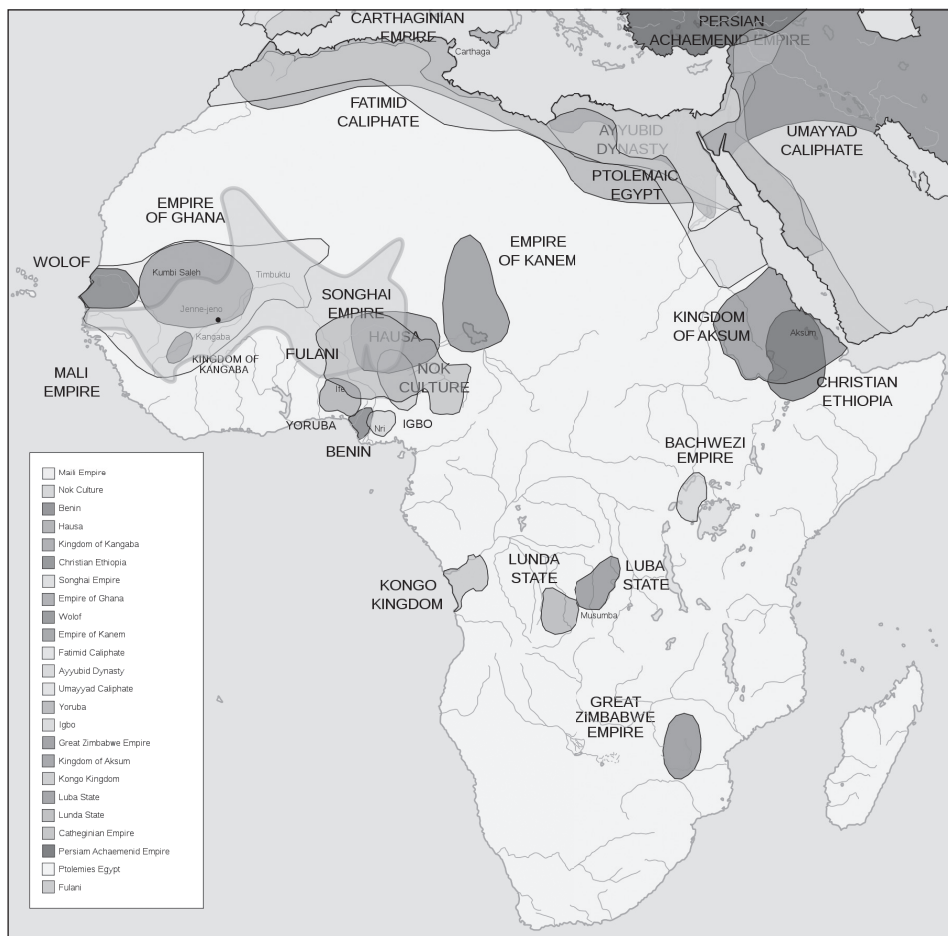 CARTHAGINIAN
EMPIRE
Carthaga
PERSIAN
ACHAEMENID EMPIRE
FATIMID
CALIPHATE
AYYUBID
DYNASTY
UMAYYAD
CALIPHATE
PTOLEMAIC
EGYPT
EMPIRE
OF GHANA
WOLOF
Kumbi Saleh
Timbuktu
EMPIRE
OF KANEM
Jenne-jeno
SONGHAI
EMPIRE
KINGDOM
OF AKSUM
Aksum
Kangaba
HAUSA
KINGDOM OF
KANGABA
FULANI
MALI
EMPIRE
NOK
CULTURE
CHRISTIAN
ETHIOPIA
Ife
YORUBA
Nri
IGBO
BENIN
BACHWEZI
EMPIRE
LUNDA
STATE
LUBA
STATE
KONGO
KINGDOM
Musumba
GREAT
ZIMBABWE
EMPIRE
Maili Empire
Nok Culture
Benin
Hausa
Kingdom of Kangaba
Christian Ethiopia
Songhai Empire
Empire of Ghana
Wolof
Empire of Kanem
Fatimid Caliphate
Ayyubid Dynasty
Umayyad Caliphate
Yoruba
Igbo
Great Zimbabwe Empire
Kingdom of Aksum
Kongo Kingdom
Luba State
Lunda State
Catheginian Empire
Persiam Achaemenid Empire
Ptolemies Egypt
Fulani